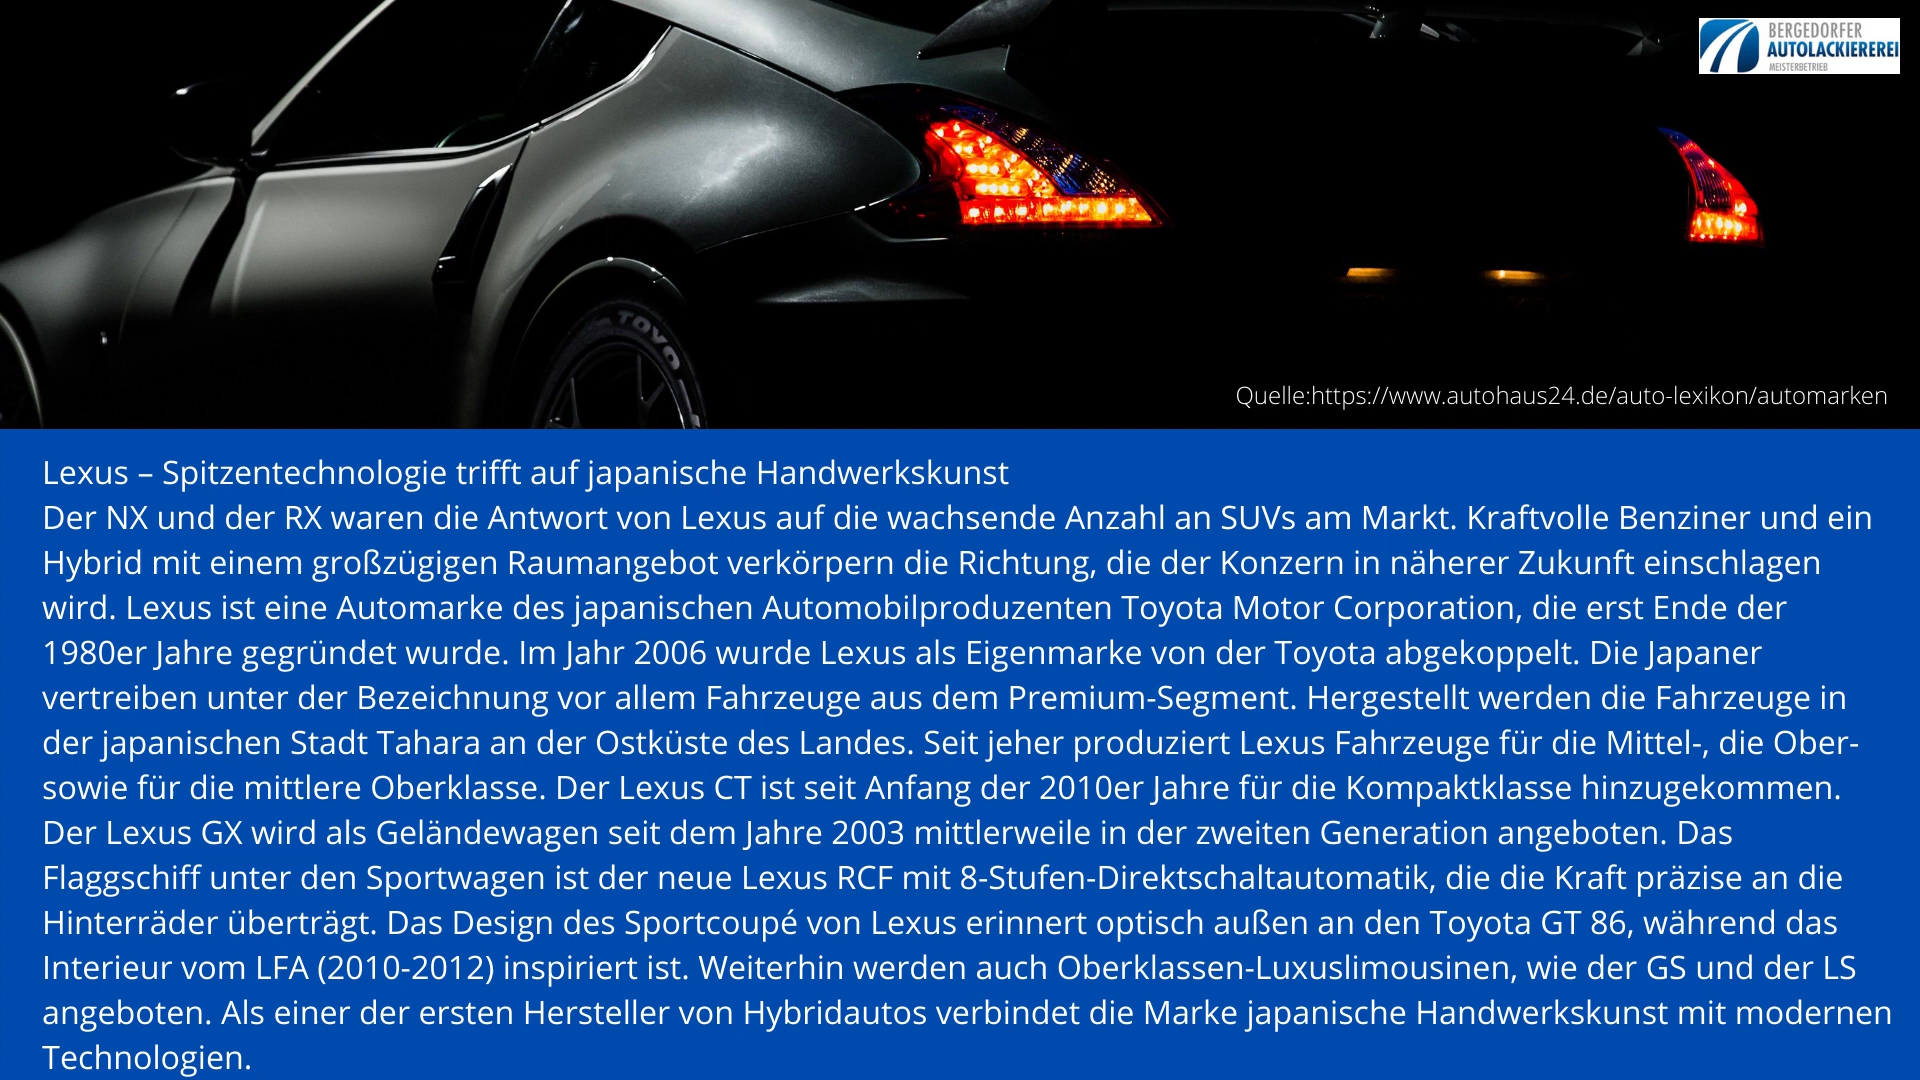 BERGEDORFER
AUTOLACKIEREREI
MEISTERBETRIEB
TOYO
Quelle:https://www.autohaus24.de/auto-lexikon/automarken
Lexus – Spitzentechnologie trifft auf japanische Handwerkskunst
Der NX und der RX waren die Antwort von Lexus auf die wachsende Anzahl an SUVs am Markt. Kraftvolle Benziner und ein
Hybrid mit einem großzügigen Raumangebot verkörpern die Richtung, die der Konzern in näherer Zukunft einschlagen
wird. Lexus ist eine Automarke des japanischen Automobilproduzenten Toyota Motor Corporation, die erst Ende der
1980er Jahre gegründet wurde. Im Jahr 2006 wurde Lexus als Eigenmarke von der Toyota abgekoppelt. Die Japaner
vertreiben unter der Bezeichnung vor allem Fahrzeuge aus dem Premium-Segment. Hergestellt werden die Fahrzeuge in
der japanischen Stadt Tahara an der Ostküste des Landes. Seit jeher produziert Lexus Fahrzeuge für die Mittel-, die Ober-
sowie für die mittlere Oberklasse. Der Lexus CT ist seit Anfang der 2010er Jahre für die Kompaktklasse hinzugekommen.
Der Lexus GX wird als Geländewagen seit dem Jahre 2003 mittlerweile in der zweiten Generation angeboten. Das
Flaggschiff unter den Sportwagen ist der neue Lexus RCF mit 8-Stufen-Direktschaltautomatik, die die Kraft präzise an die
Hinterräder überträgt. Das Design des Sportcoupé von Lexus erinnert optisch außen an den Toyota GT 86, während das
Interieur vom LFA (2010-2012) inspiriert ist. Weiterhin werden auch Oberklassen-Luxuslimousinen, wie der GS und der LS
angeboten. Als einer der ersten Hersteller von Hybridautos verbindet die Marke japanische Handwerkskunst mit modernen
Technologien.